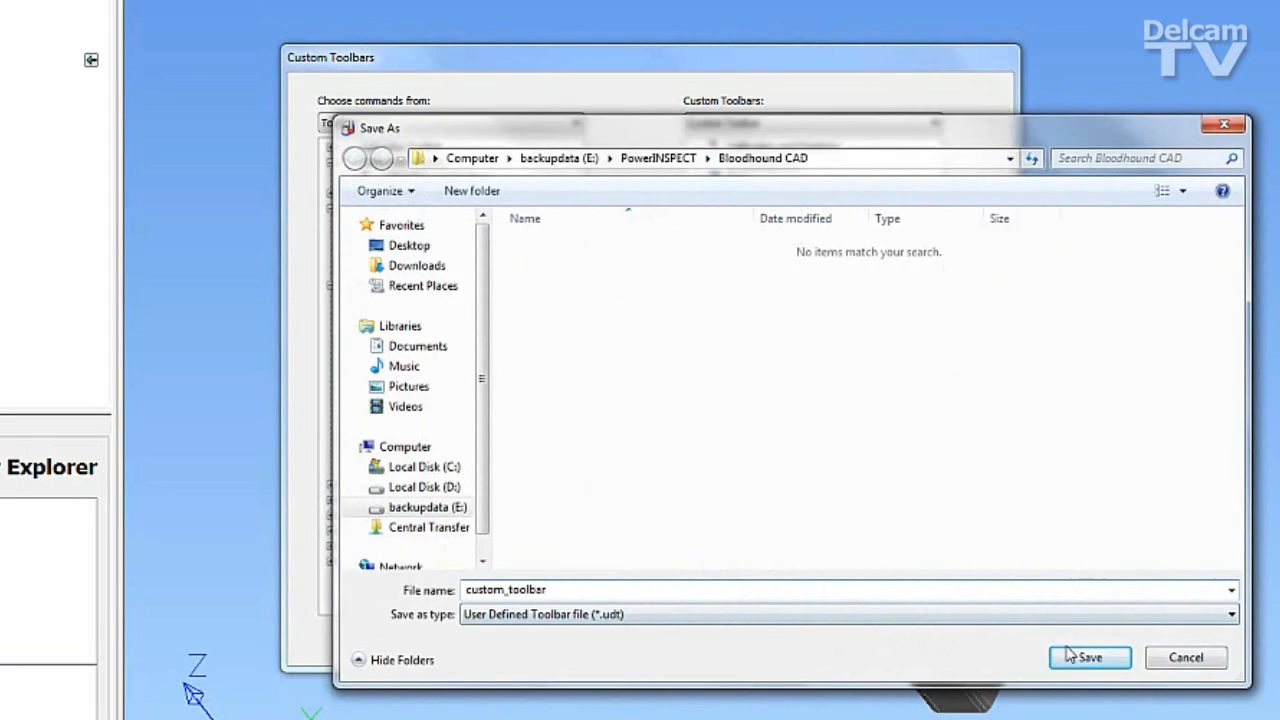 Delcam
TV
Custom Toolbars
Choose commands from:
Custom Toolbars:
To
Save As
Computer
backupdata (E:)
PowerINSPECT
Bloodhound CAD
Search Bloodhound CAD
Organize
New folder
Name
Date modified
Type
Size
No items match your search.
Favorites
Desktop
Downloads
Recent Places
Libraries
Documents
Music
Pictures
Videos
Computer
Local Disk (C:)
Local Disk (D:)
backupdata (E:)
Central Transfer
Network
Explorer
File name: custom_toolbar
Save as type: User Defined Toolbar file (*.udt)
Hide Folders
Save
Cancel
Z